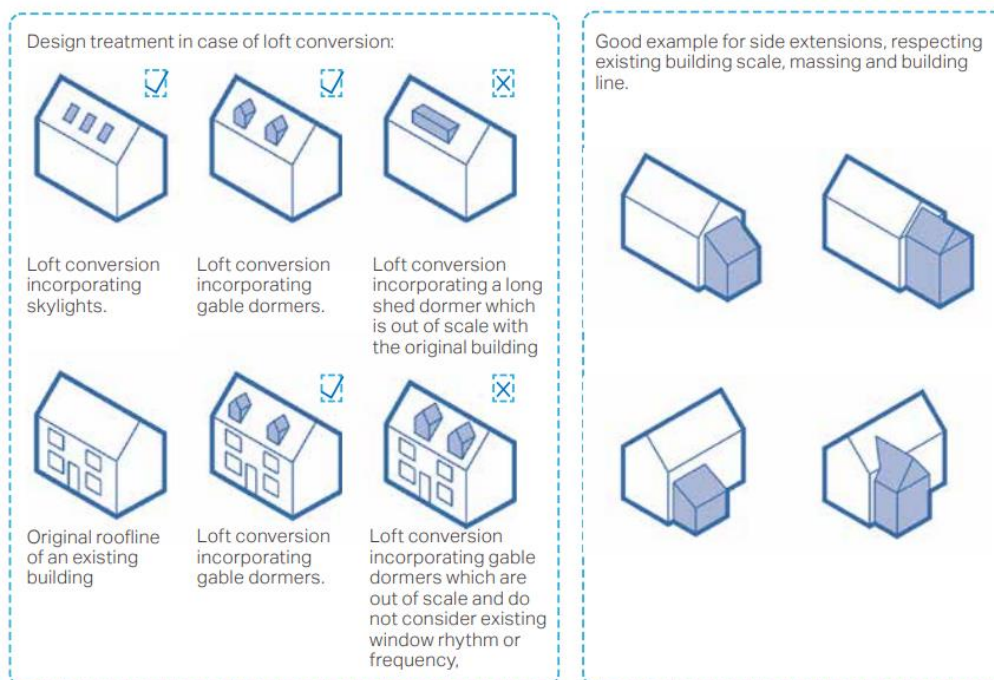 Design treatment in case of loft conversion:
Loft conversion
incorporating
skylights.
Loft conversion
incorporating
gable dormers.
Loft conversion
incorporating a long
shed dormer which
is out of scale with
the original building
Original roofline
of an existing
building
Loft conversion
incorporating
gable dormers.
Loft conversion
incorporating gable
dormers which are
out of scale and do
not consider existing
window rhythm or
frequency,
Good example for side extensions, respecting
existing building scale, massing and building
line.